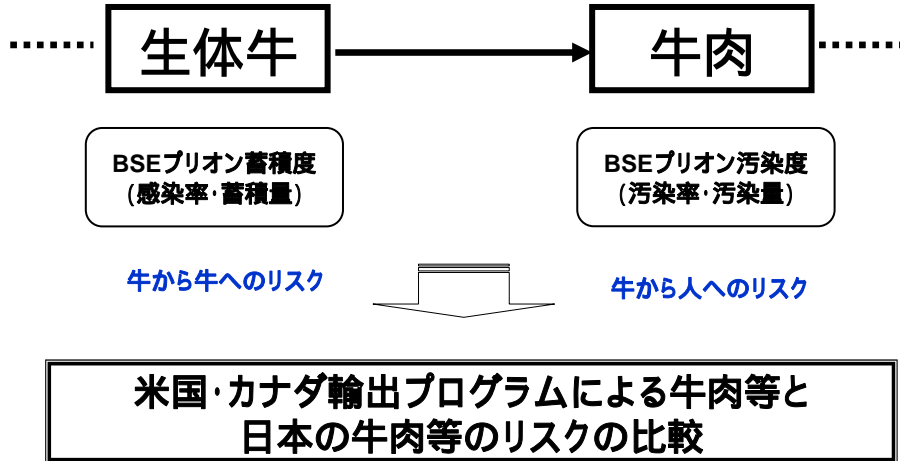 生体牛
牛肉
BSEプリオン蓄積度
(感染率・蓄積量)
BSEプリオン汚染度
(汚染率・汚染量)
牛から牛へのリスク
牛から人へのリスク
米国・カナダ輸出プログラムによる牛肉等と
日本の牛肉等のリスクの比較